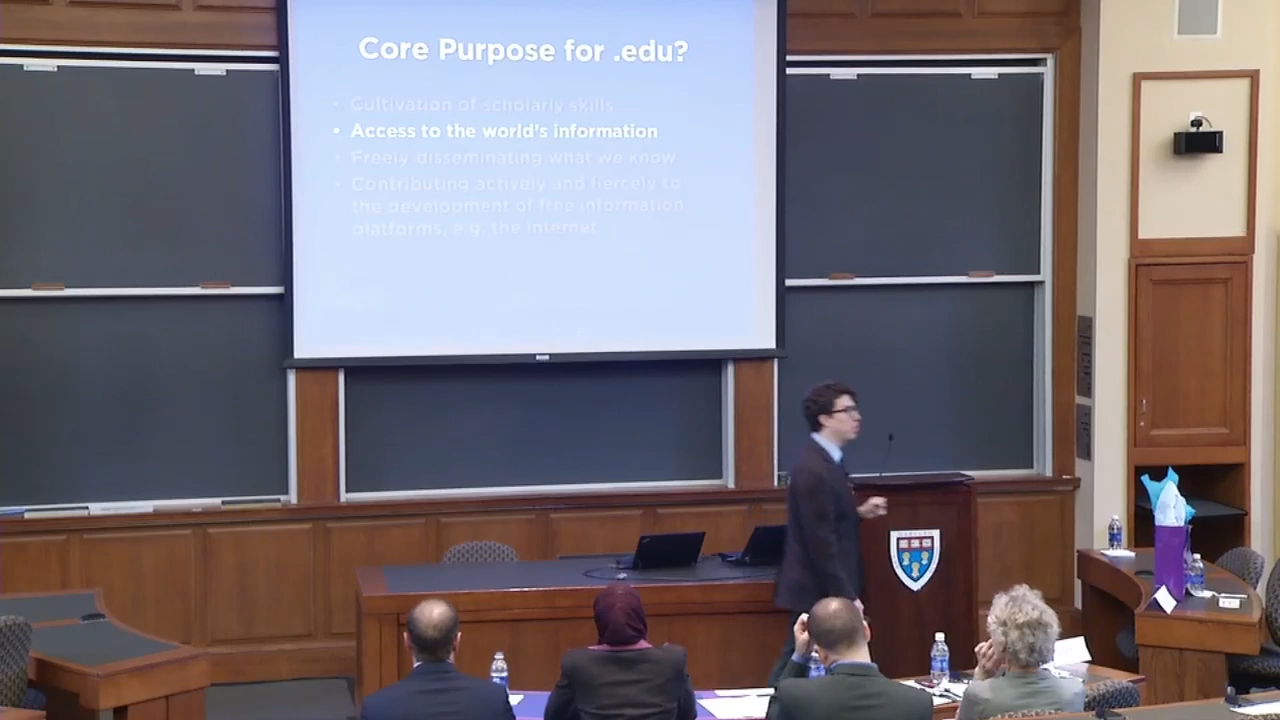 Core Purpose for .edu?
• Cultivation of scholarly skills
• Access to the world's information
• Freely disseminating what we know
• Contributing actively and fiercely to
the development of free information
platforms, e.g. the internet
HARVARD